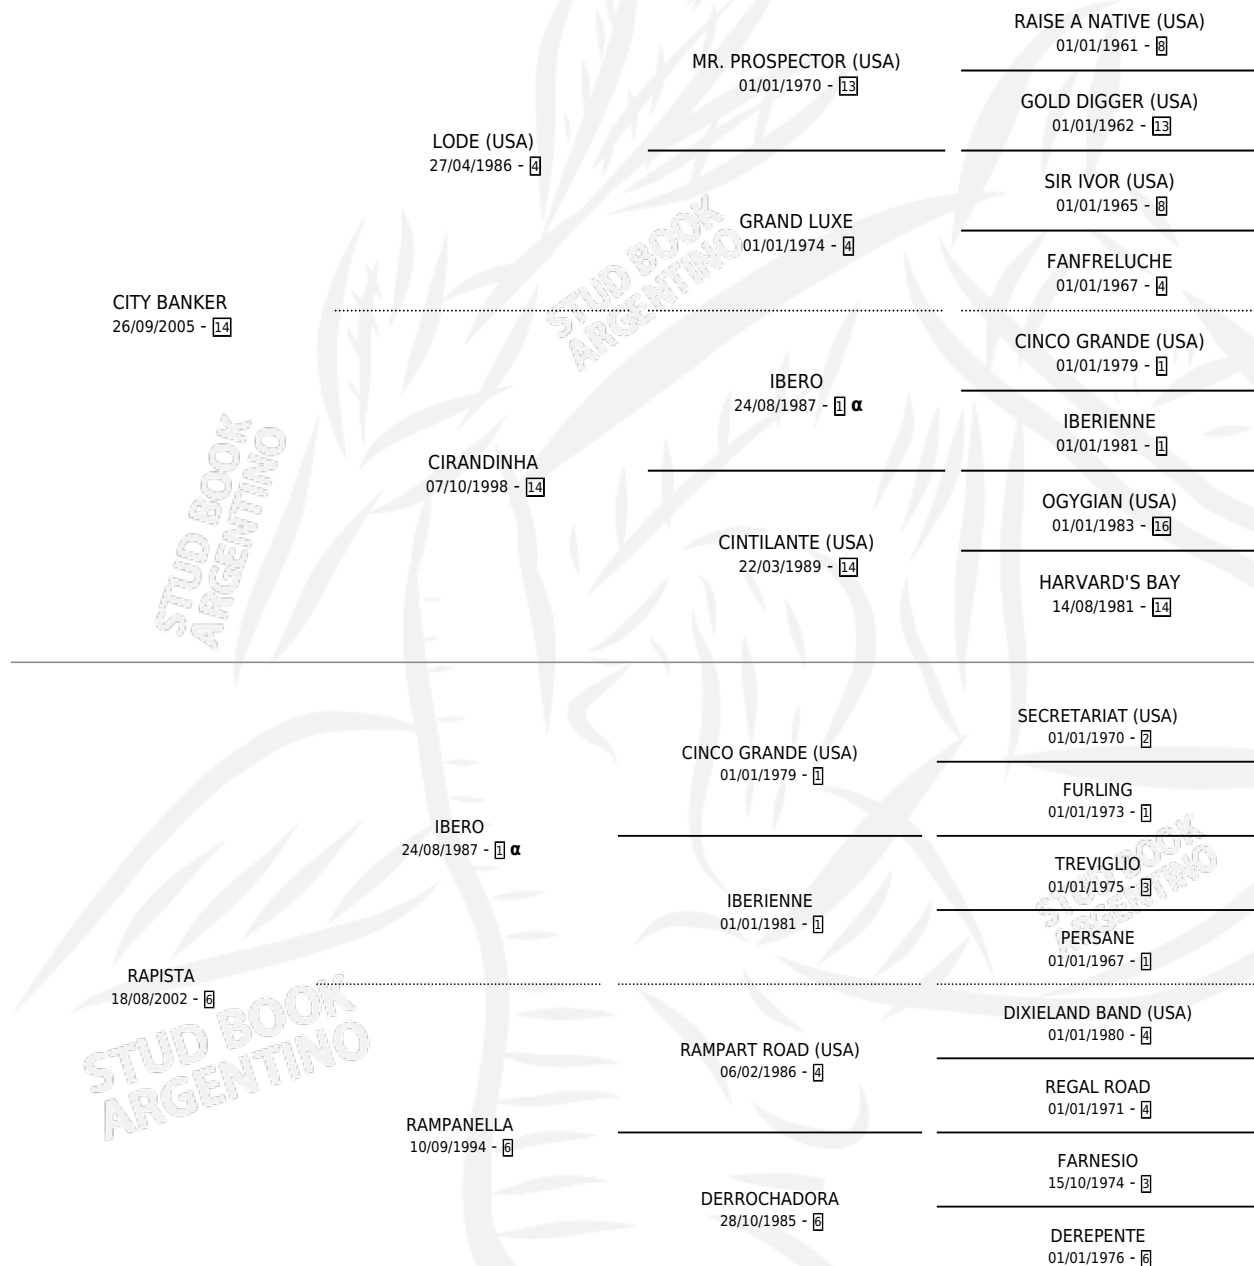 RAISE A NATIVE (USA)
01/01/1961 - 8
MR. PROSPECTOR (USA)
01/01/1970 - 13
GOLD DIGGER (USA)
01/01/1962 - 13
LODE (USA)
27/04/1986 - 4
SIR IVOR (USA)
01/01/1965 - 8
GRAND LUXE
01/01/1974 - 4
FANFRELUCHE
01/01/1967 - 4
CITY BANKER
26/09/2005 - 14
CINCO GRANDE (USA)
01/01/1979 - 1
IBERO
24/08/1987 - 1 α
IBERIENNE
01/01/1981 - 1
CIRANDINHA
07/10/1998 - 14
OGYGIAN (USA)
01/01/1983 - 16
CINTILANTE (USA)
22/03/1989 - 14
HARVARD'S BAY
14/08/1981 - 14
SECRETARIAT (USA)
01/01/1970 - 2
CINCO GRANDE (USA)
01/01/1979 - 1
FURLING
01/01/1973 - 1
IBERO
24/08/1987 - 1 α
TREVIGLIO
01/01/1975 - 3
IBERIENNE
01/01/1981 - 1
PERSANE
01/01/1967 - 1
RAPISTA
18/08/2002 - 6
DIXIELAND BAND (USA)
01/01/1980 - 4
RAMPART ROAD (USA)
06/02/1986 - 4
REGAL ROAD
01/01/1971 - 4
RAMPANELLA
10/09/1994 - 6
FARNESIO
15/10/1974 - 3
DERROCHADORA
28/10/1985 - 6
DEREPENTE
01/01/1976 - 6
STUD BOOK
ARGENTINO
STUD BOOK
ARGENTINO
STUD BOOK
ARGENTINO
STUD BOOK
ARGENTINO